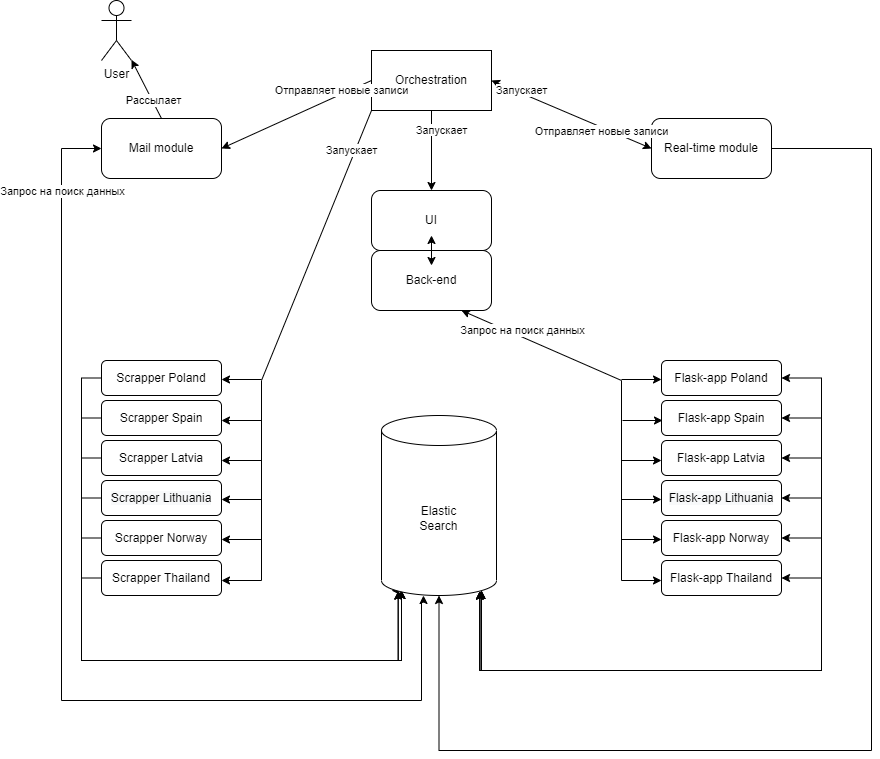 User
Рассылает
Orchestration
Отправляет новые записи
Запускает
Запускает
Запускает
Отправляет новые записи
Mail module
Real-time module
Запрос на поиск данных
UI
Back-end
Запрос на поиск данных
Scrapper Poland
Scrapper Spain
Scrapper Latvia
Scrapper Lithuania
Scrapper Norway
Scrapper Thailand
Elastic
Search
Flask-app Poland
Flask-app Spain
Flask-app Latvia
Flask-app Lithuania
Flask-app Norway
Flask-app Thailand